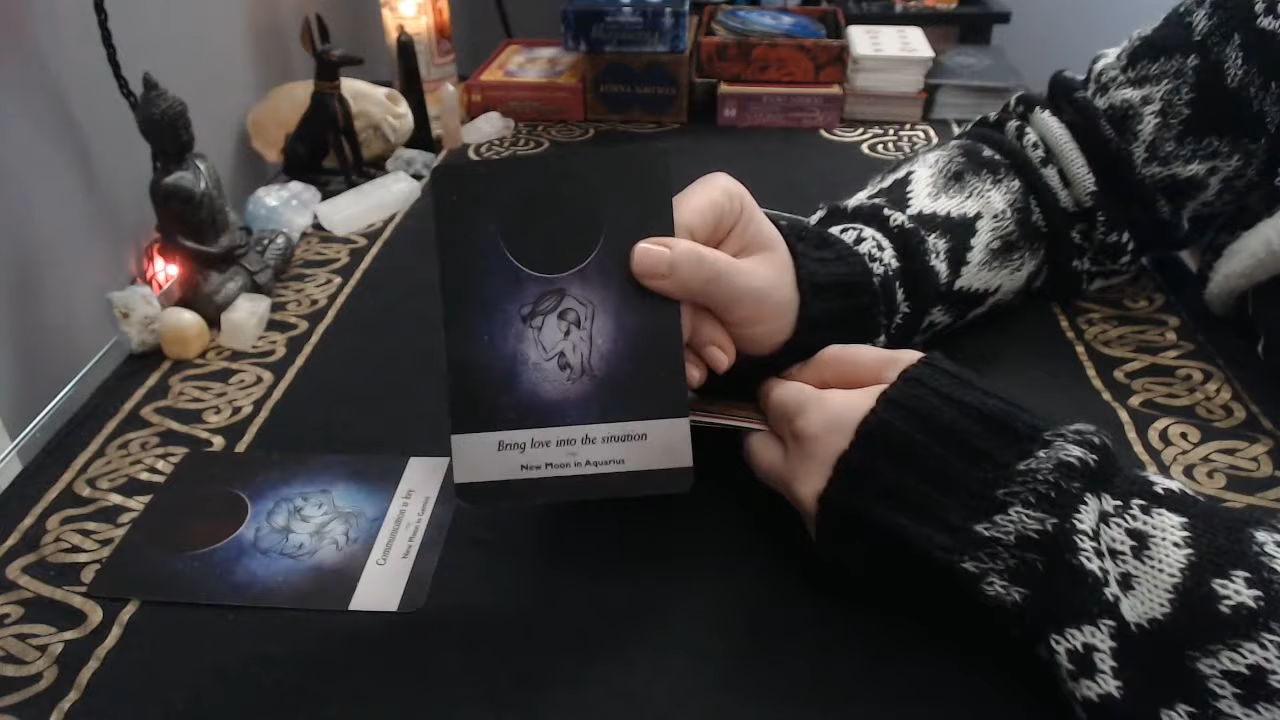 Bring love into the situation
New Moon in Aquarius
Communication is key
New Moon in Gemini